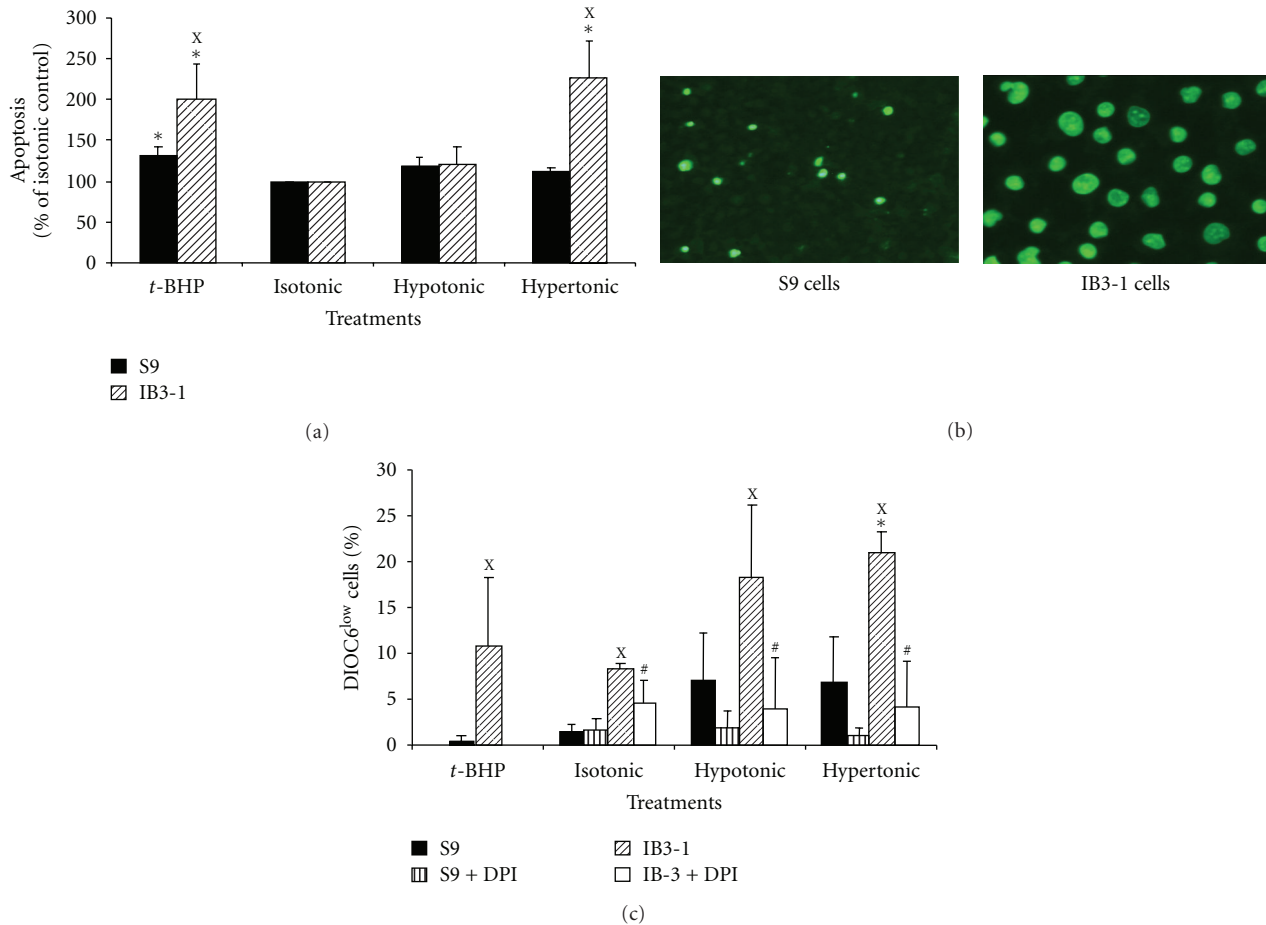 Apoptosis
(% of isotonic control)
300
250
200
150
100
50
0
*
X
*
X
*
t-BHP
Isotonic
Hypotonic
Hypertonic
Treatments
S9
IB3-1
(a)
S9 cells
IB3-1 cells
(b)
DIOC6low cells (%)
30
25
20
15
10
5
0
X
X
#
X
#
X
*
#
t-BHP
Isotonic
Hypotonic
Hypertonic
Treatments
S9
IB3-1
S9 + DPI
IB-3 + DPI
(c)